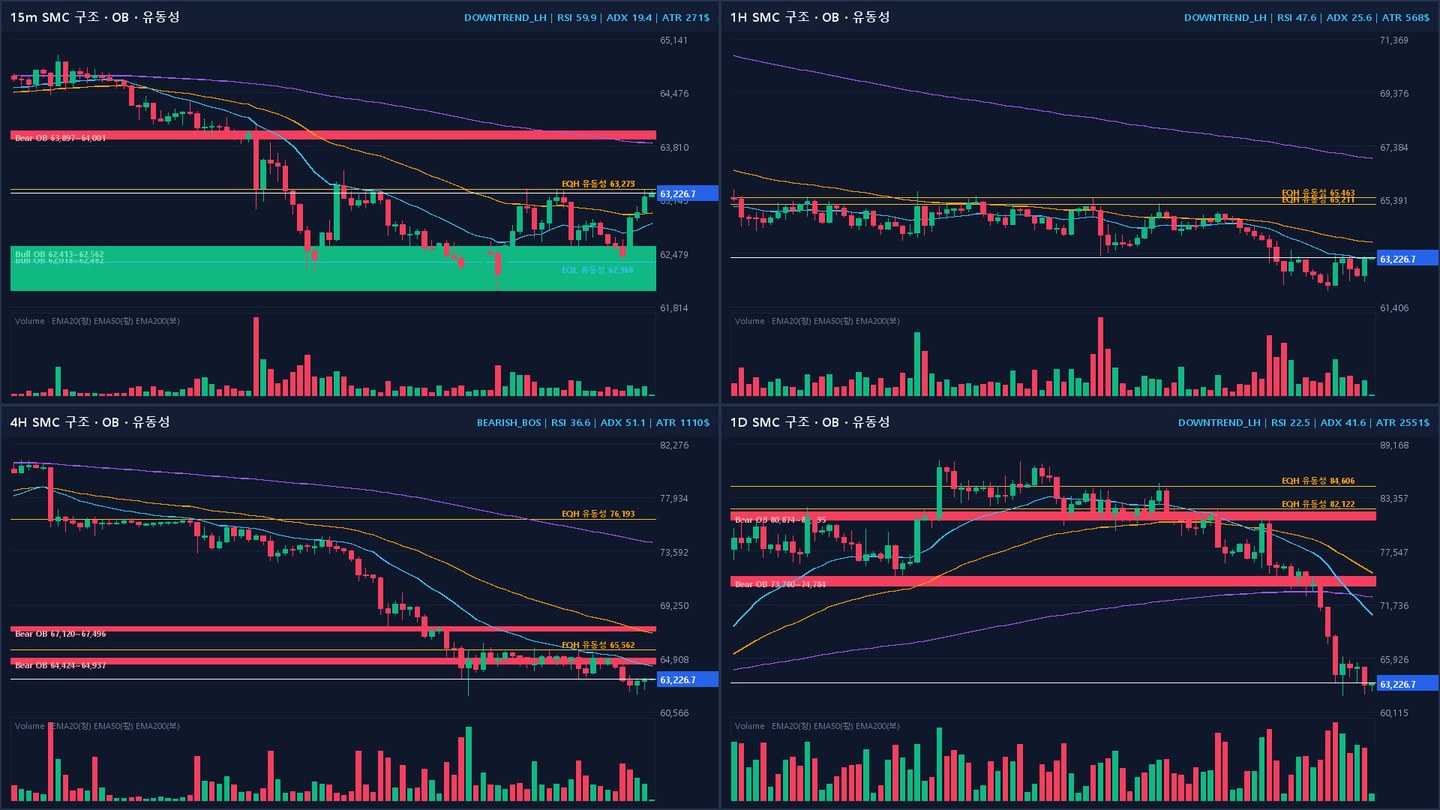 15m SMC 구조 · OB · 유동성
DOWNTREND_LH | RSI 59.9 | ADX 19.4 | ATR 271$
65,141
64,476
Bear OB 63,897~64,001
63,810
EQH 유동성 63,273
63,226.7
Bull OB 62,413~62,562
62,479
EQL 유동성 62,368
61,814
Volume · EMA20(청) EMA50(황) EMA200(보)
1H SMC 구조 · OB · 유동성
DOWNTREND_LH | RSI 47.6 | ADX 25.6 | ATR 568$
71,369
69,376
67,384
EQH 유동성 65,463
EQH 유동성 65,211
65,391
63,226.7
61,406
Volume · EMA20(청) EMA50(황) EMA200(보)
4H SMC 구조 · OB · 유동성
BEARISH_BOS | RSI 36.6 | ADX 51.1 | ATR 1110$
82,276
77,934
EQH 유동성 76,193
73,592
69,250
Bear OB 67,120~67,496
EQH 유동성 65,562
64,908
Bear OB 64,424~64,937
63,226.7
60,566
Volume · EMA20(청) EMA50(황) EMA200(보)
1D SMC 구조 · OB · 유동성
DOWNTREND_LH | RSI 22.5 | ADX 41.6 | ATR 2551$
89,168
EQH 유동성 84,606
83,357
EQH 유동성 82,122
Bear OB 80,874~
77,547
Bear OB 73,760~74,784
71,736
65,926
63,226.7
60,115
Volume · EMA20(청) EMA50(황) EMA200(보)